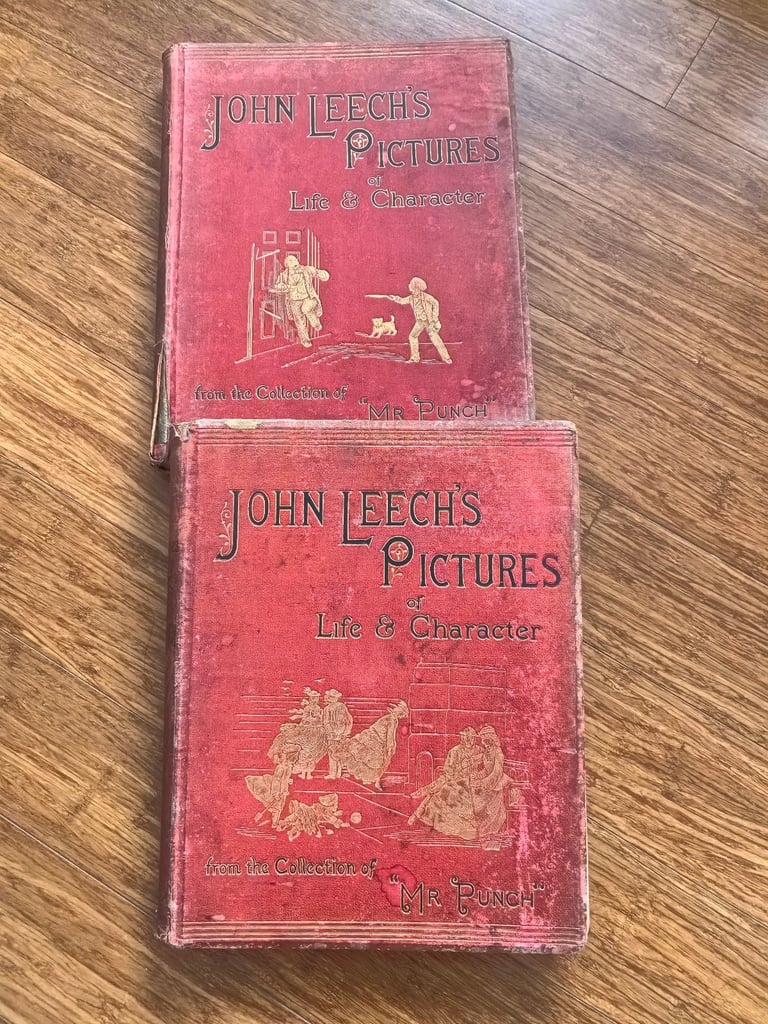 JOHN LEECH'S
PICTURES
of
Life & Character
from the Collection of
"MR PUNCH"
JOHN LEECH'S
PICTURES
of
Life & Character
from the Collection of
"MR PUNCH"